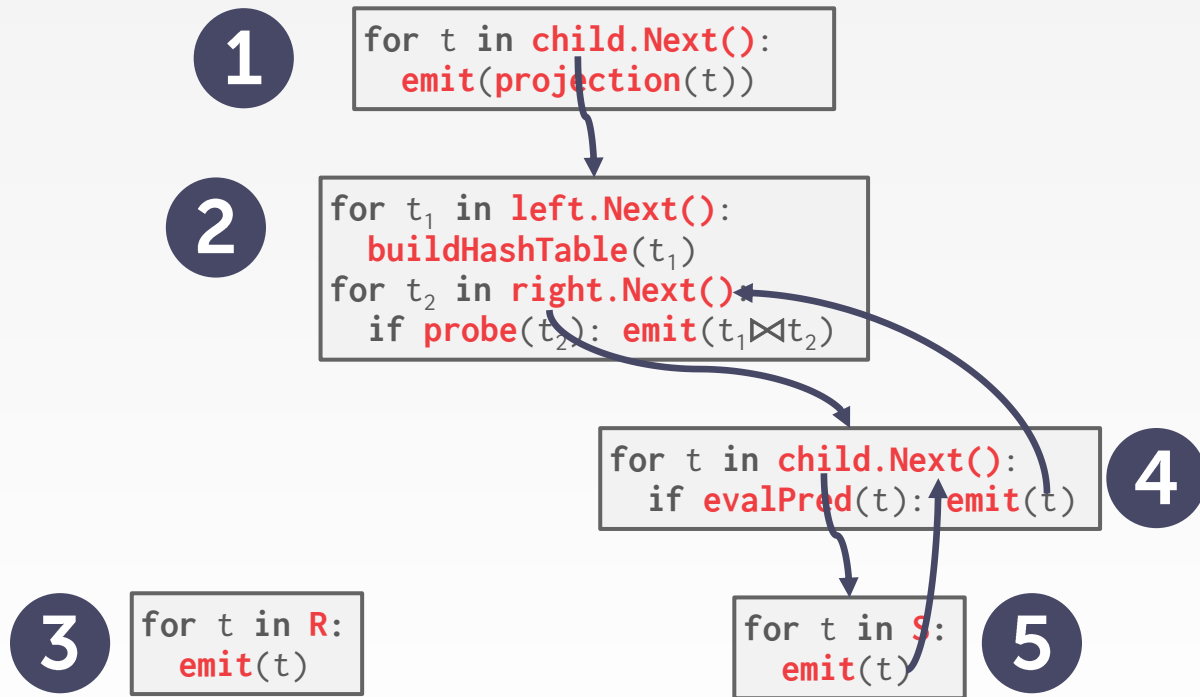 1
for t in child.Next():
emit(projection(t))
2
for t₁ in left.Next():
buildHashTable(t₁)
for t₂ in right.Next():
if probe(t₂): emit(t₁⋈t₂)
for t in child.Next():
if evalPred(t): emit(t)
4
3
for t in R:
emit(t)
for t in S:
emit(t)
5